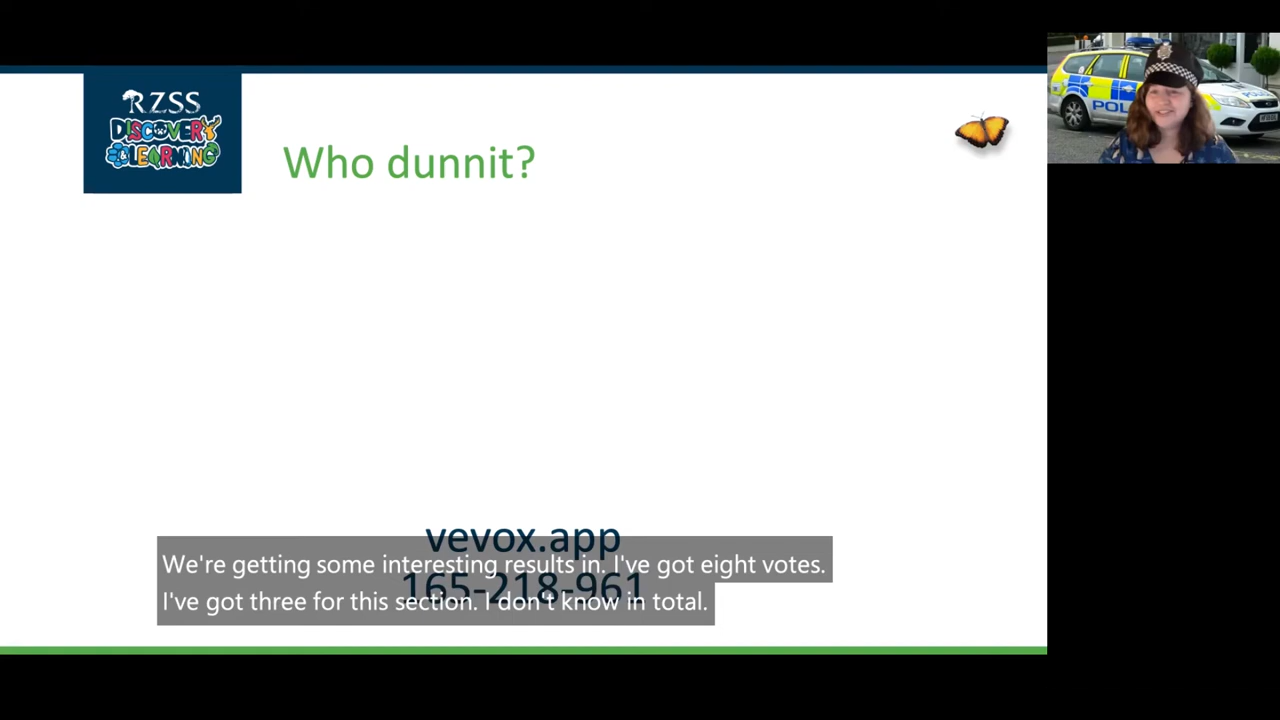 RZSS
DISCOVERY
& LEARNING
Who dunnit?
POL
vevox.app
165-218-961
We're getting some interesting results in. I've got eight votes.
I've got three for this section. I don't know in total.